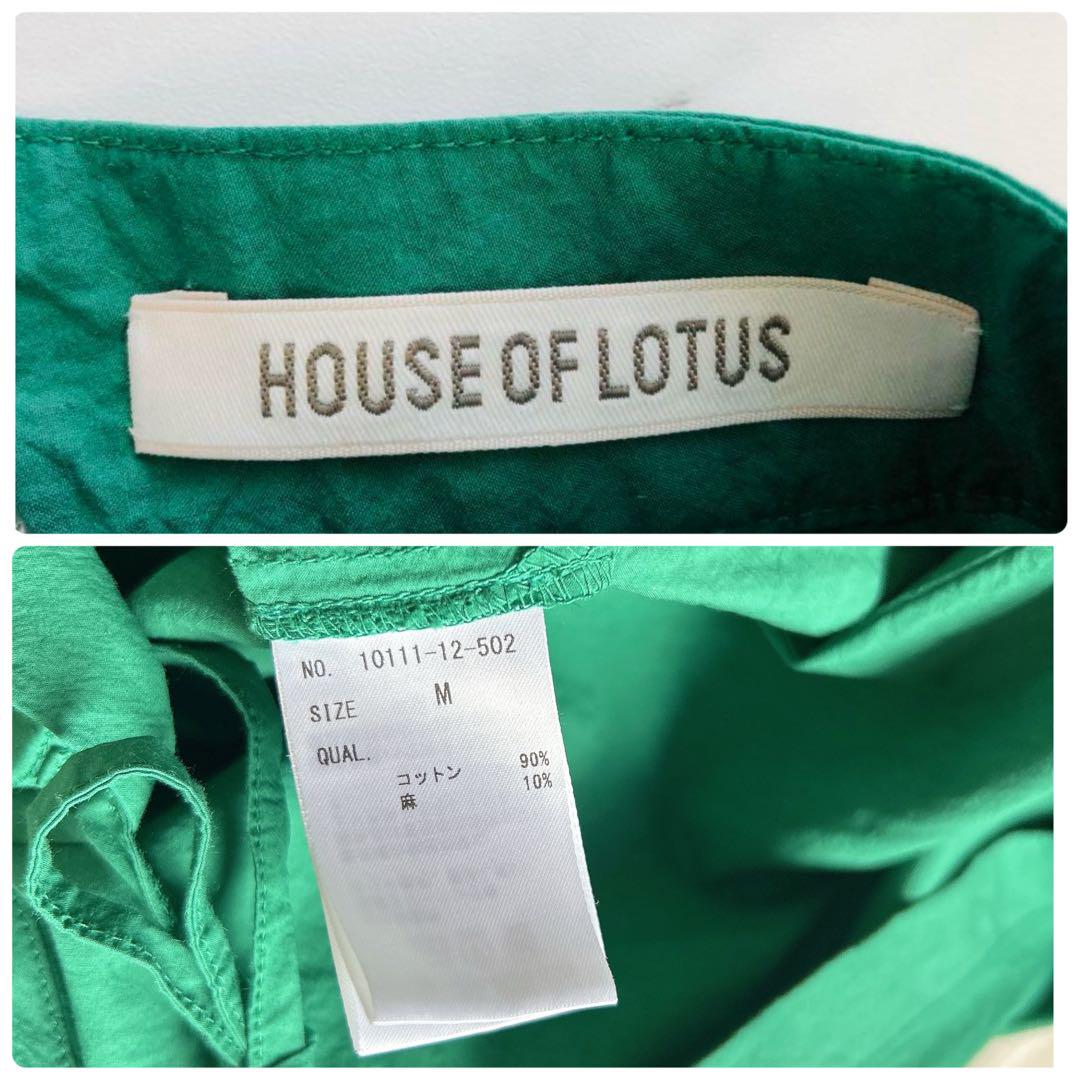 HOUSE OF LOTUS
NO. 10111-12-502
SIZE M
QUAL.
コットン 90%
麻 10%